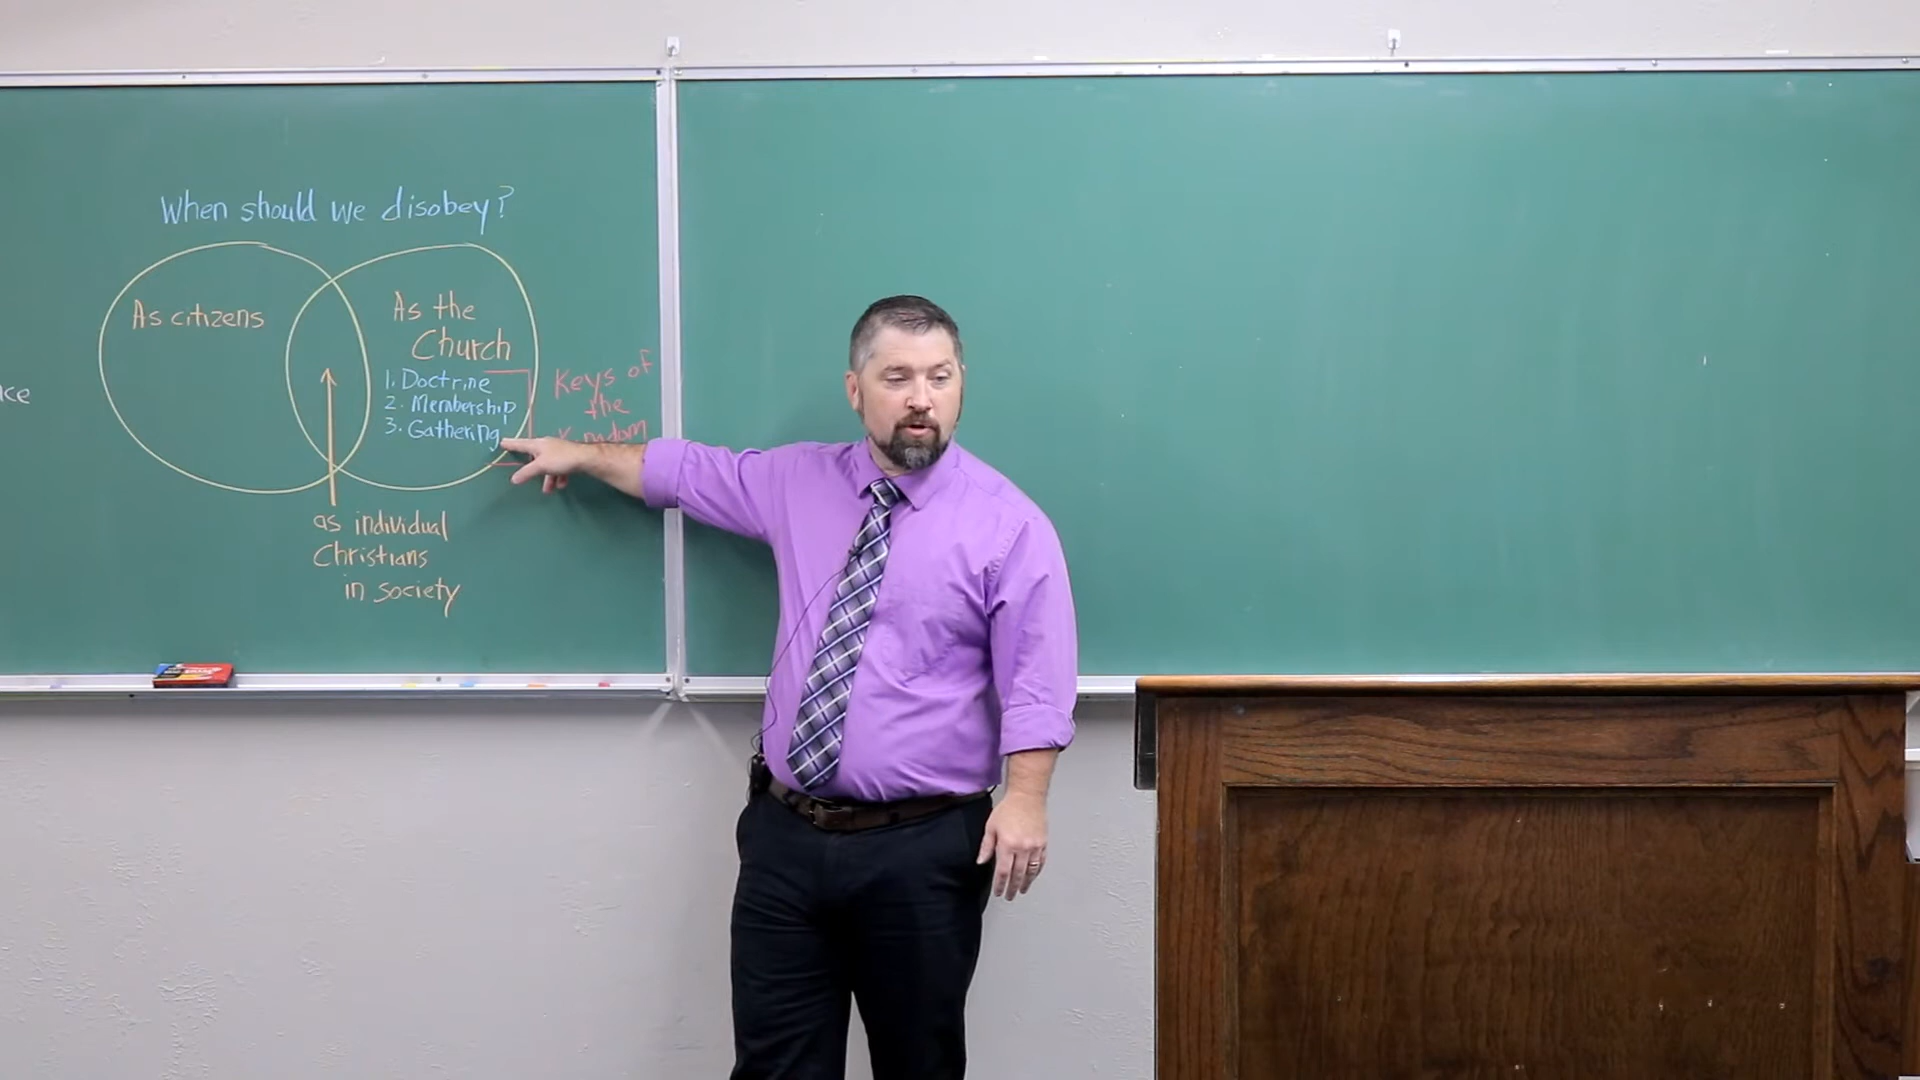 When should we disobey?
As citizens
As the
Church
1. Doctrine
2. Membership
3. Gathering
Keys of
the
as individual
Christians
in society